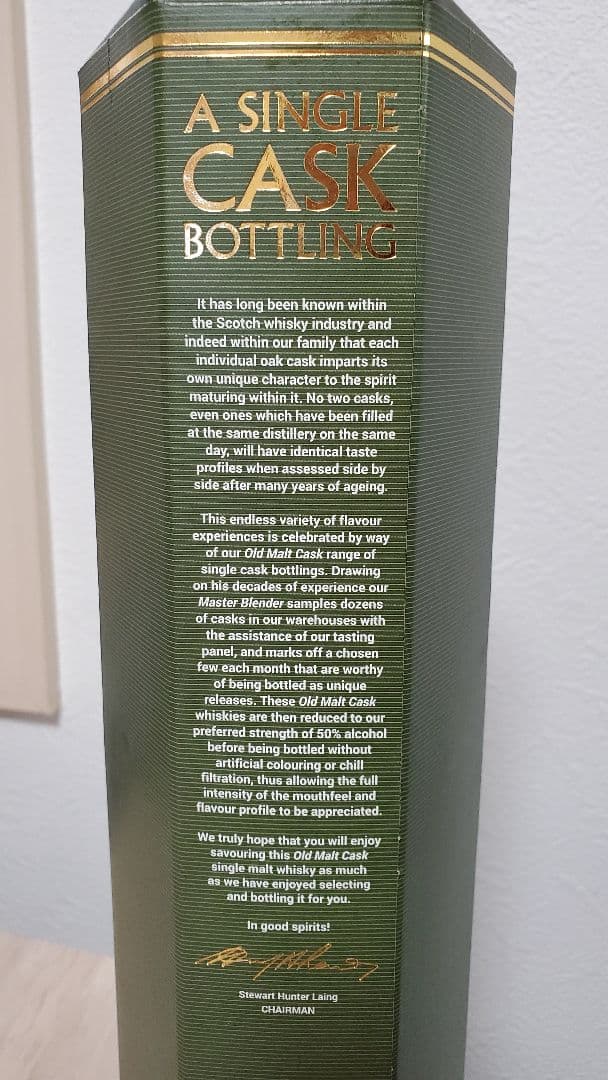 A SINGLE
CASK
BOTTLING
It has long been known within
the Scotch whisky industry and
indeed within our family that each
individual oak cask imparts its
own unique character to the spirit
maturing within it. No two casks,
even ones which have been filled
at the same distillery on the same
day, will have identical taste
profiles when assessed side by
side after many years of ageing.
This endless variety of flavour
experiences is celebrated by way
of our Old Malt Cask range of
single cask bottlings. Drawing
on his decades of experience our
Master Blender samples dozens
of casks in our warehouses with
the assistance of our tasting
panel, and marks off a chosen
few each month that are worthy
of being bottled as unique
releases. These Old Malt Cask
whiskies are then reduced to our
preferred strength of 50% alcohol
before being bottled without
artificial colouring or chill
filtration, thus allowing the full
intensity of the mouthfeel and
flavour profile to be appreciated.
We truly hope that you will enjoy
savouring this Old Malt Cask
single malt whisky as much
as we have enjoyed selecting
and bottling it for you.
In good spirits!
Stewart Hunter Laing
CHAIRMAN